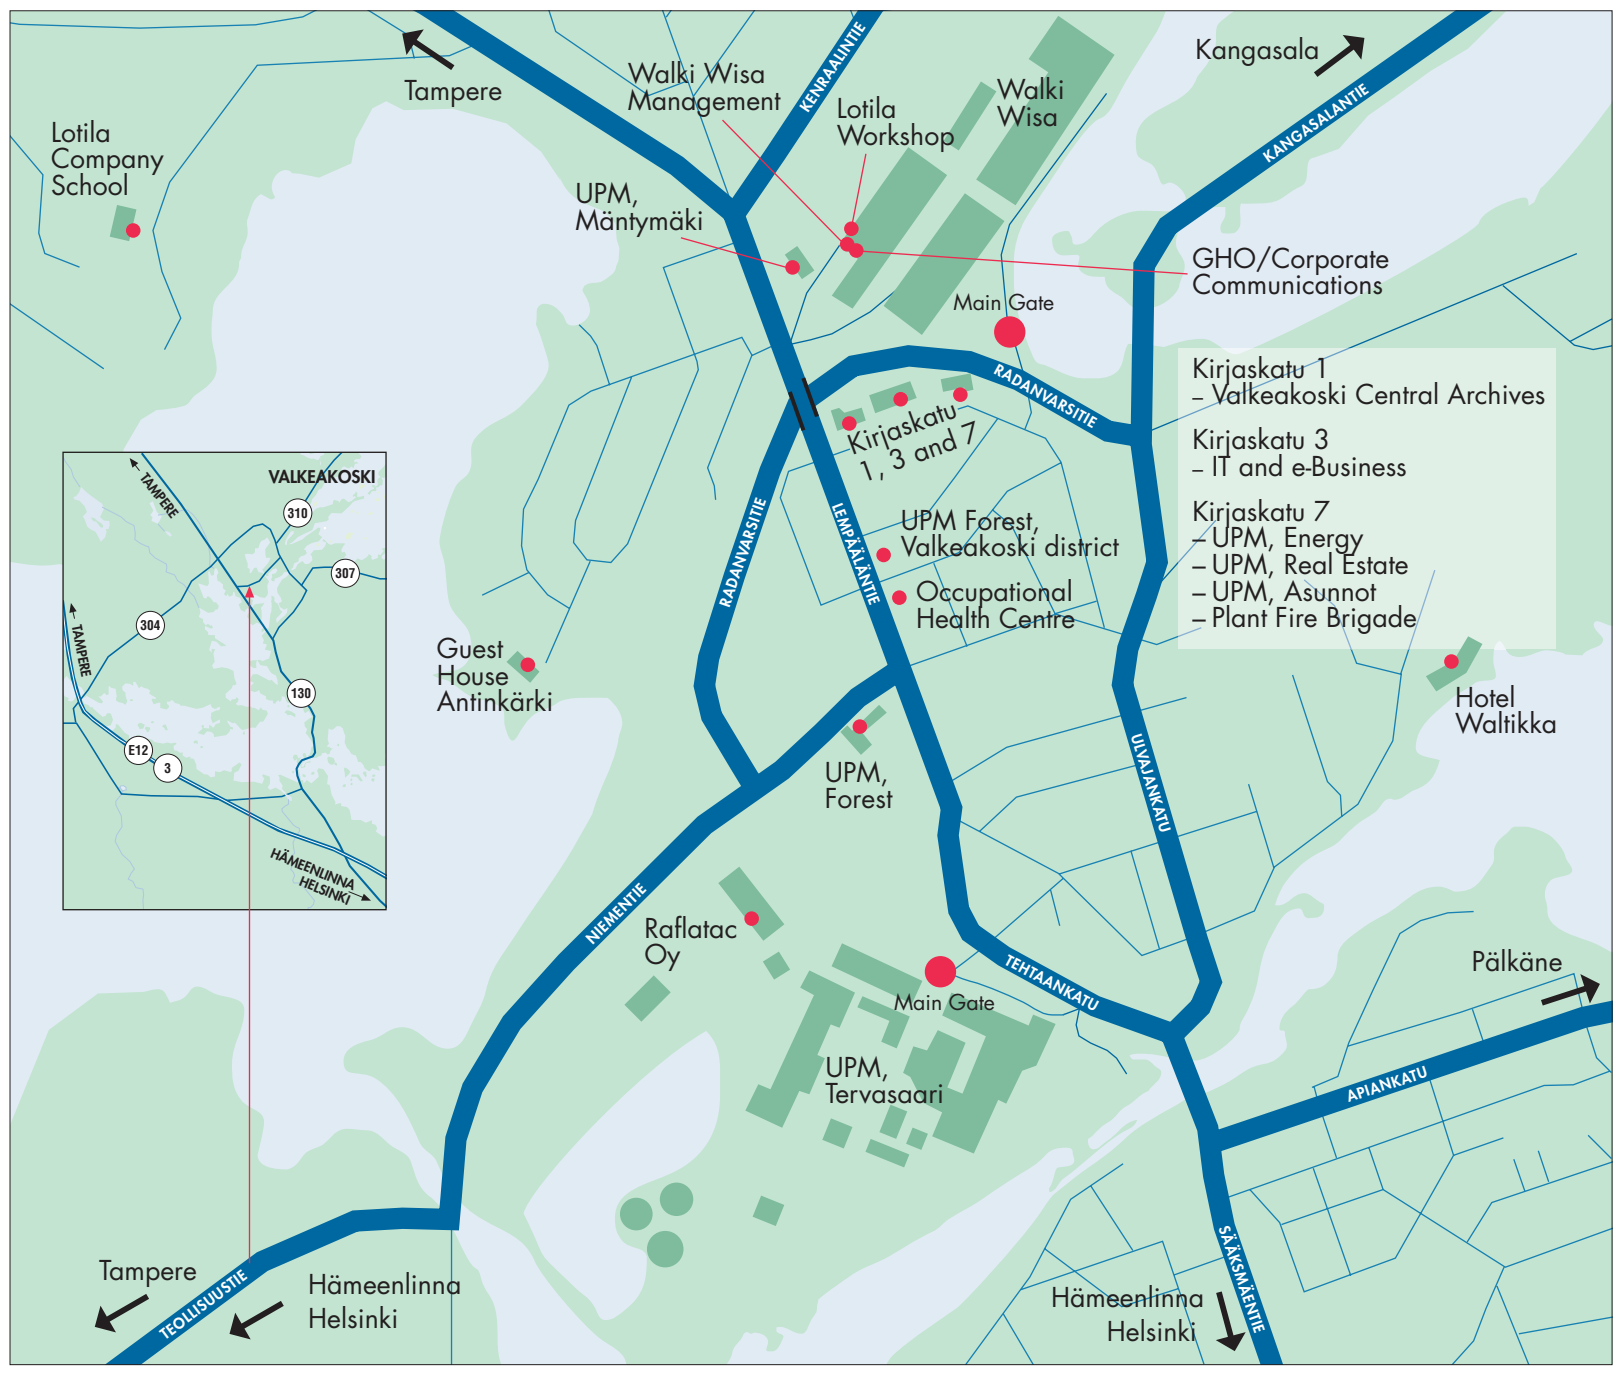 Tampere
Walki Wisa
Management
KENRAALINTIE
Lotila
Workshop
Walki
Wisa
Kangasala
KANGASALANTIE
Lotila
Company
School
UPM,
Mäntymäki
GHO/Corporate
Communications
Main Gate
RADANVARSITIE
Kirjaskatu
1, 3 and 7
Kirjaskatu 1
– Valkeakoski Central Archives
Kirjaskatu 3
– IT and e-Business
Kirjaskatu 7
– UPM, Energy
– UPM, Real Estate
– UPM, Asunnot
– Plant Fire Brigade
VALKEAKOSKI
TAMPERE
310
307
304
TAMPERE
130
E12
3
HÄMEENLINNA
HELSINKI
RADANVARSITIE
LEMPÄÄLÄNTIE
UPM Forest,
Valkeakoski district
Occupational
Health Centre
Guest
House
Antinkärki
Hotel
Waltikka
UPM,
Forest
ULVAJANKATU
NIEMENTIE
Raflatac
Oy
Main Gate
TEHTAANKATU
Pälkäne
UPM,
Tervasaari
APIANKATU
Tampere
TEOLLISUUSTIE
Hämeenlinna
Helsinki
Hämeenlinna
Helsinki
SÄÄKSMÄENTIE